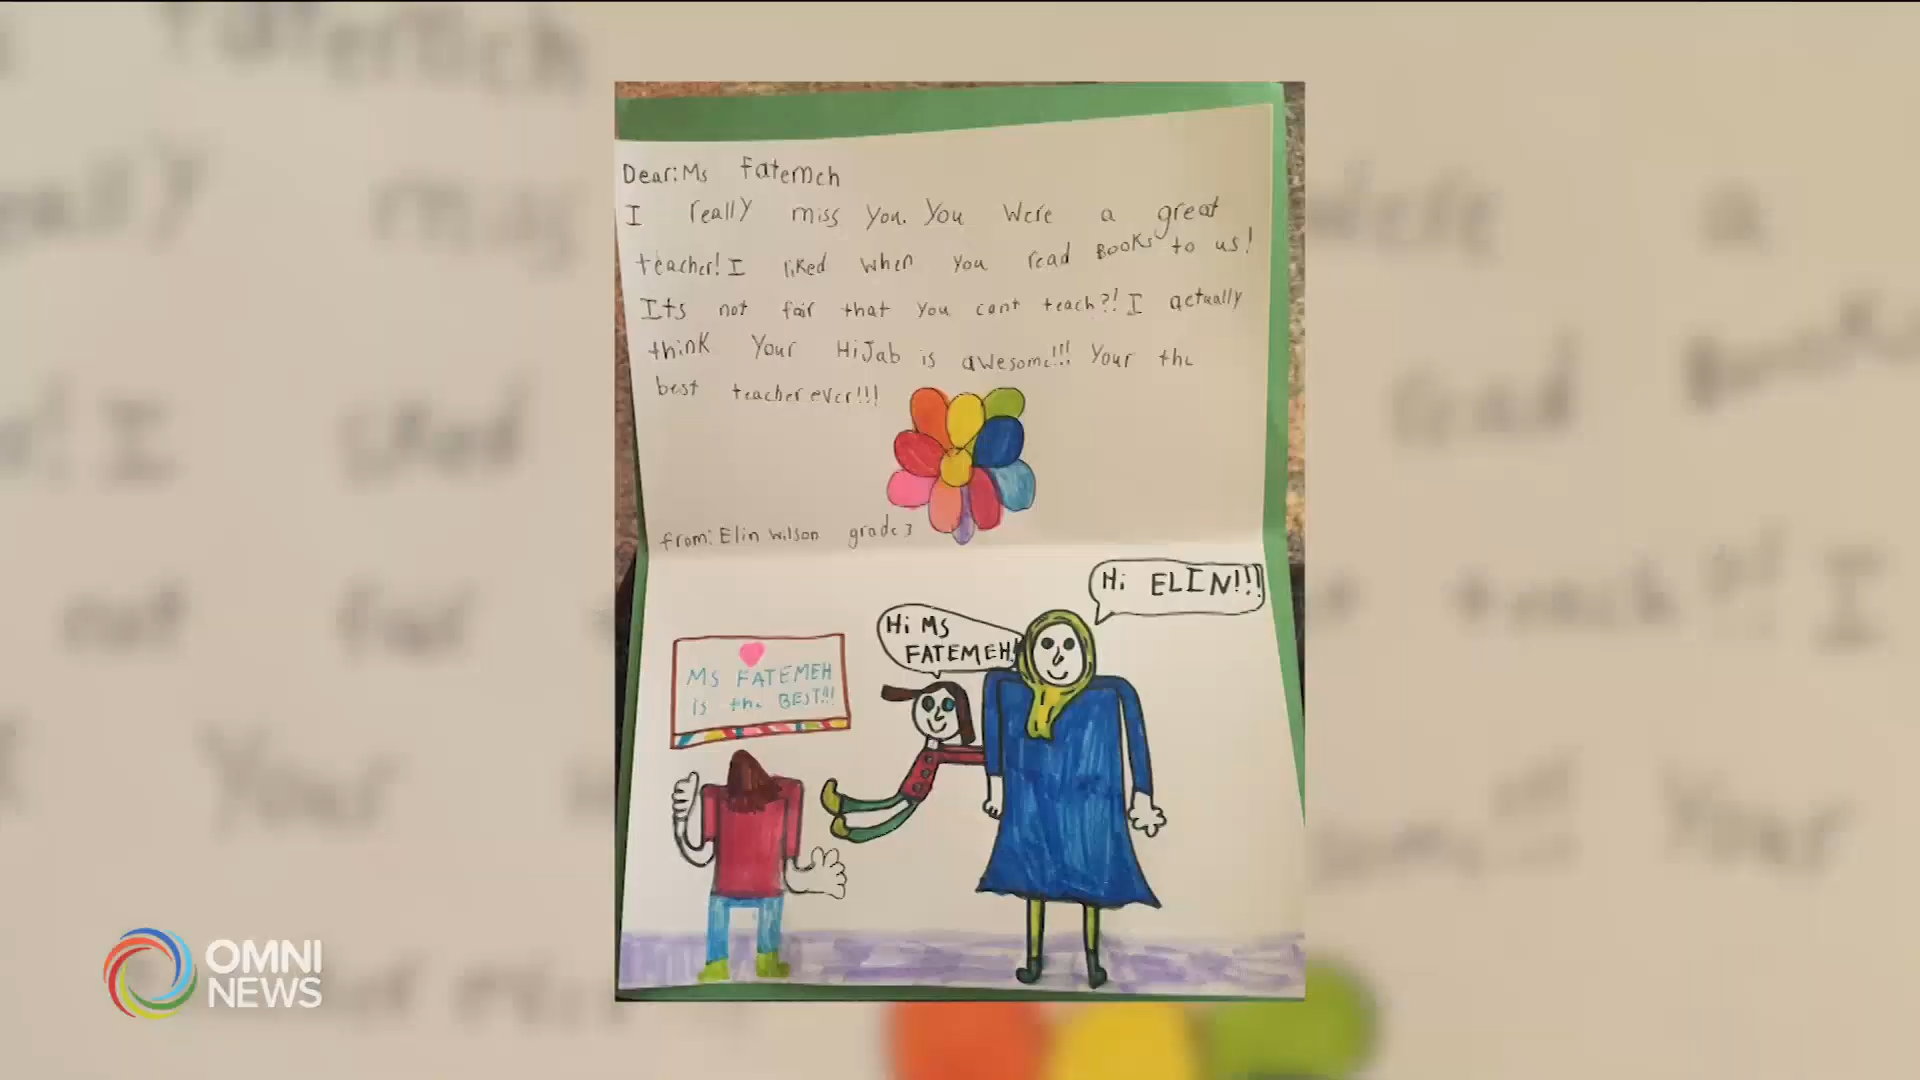 Dear: Ms Fatemeh
I really miss you. You were a great
teacher! I liked when you read BOOKS to us!
Its not fair that you cant teach?! I actually
think Your HiJab is awesome!!! Your the
best teacher ever!!!
from: Elin Wilson grade 3
Hi ELIN!!!
Hi MS
FATEMEH!
MS FATEMEH
is the BEST!!!
OMNI
NEWS